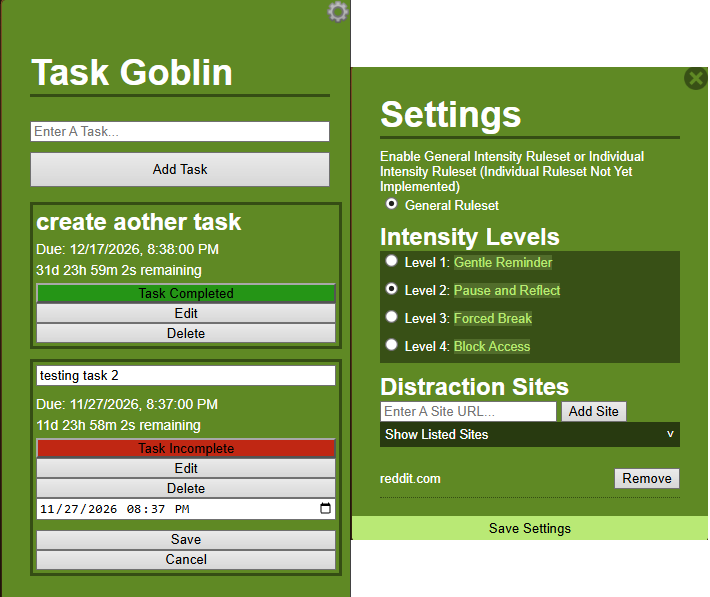 Task Goblin
Enter A Task...
Add Task
create aother task
Due: 12/17/2026, 8:38:00 PM
31d 23h 59m 2s remaining
Task Completed
Edit
Delete
testing task 2
Due: 11/27/2026, 8:37:00 PM
11d 23h 58m 2s remaining
Task Incomplete
Edit
Delete
11/27/2026 08:37 PM
Save
Cancel
Settings
Enable General Intensity Ruleset or Individual
Intensity Ruleset (Individual Ruleset Not Yet
Implemented)
General Ruleset
Intensity Levels
Level 1: Gentle Reminder
Level 2: Pause and Reflect
Level 3: Forced Break
Level 4: Block Access
Distraction Sites
Enter A Site URL...
Add Site
Show Listed Sites v
reddit.com
Remove
Save Settings